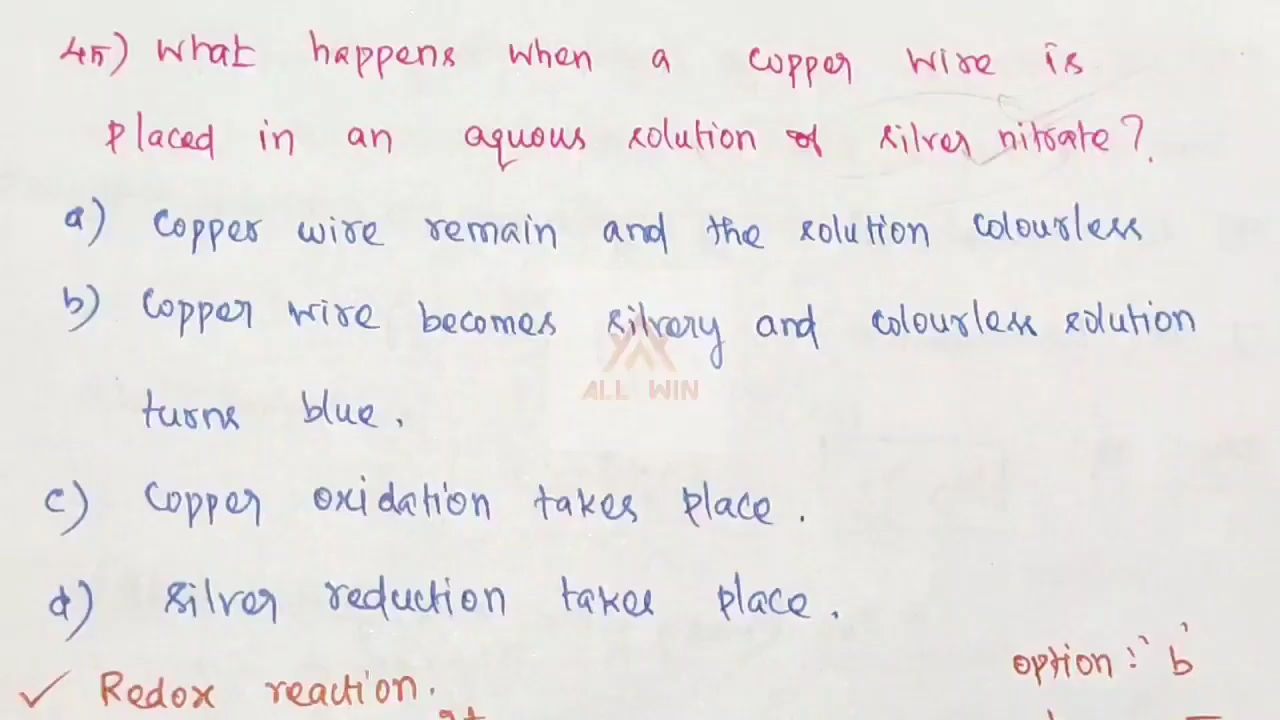 45) What happens when a copper wire is
placed in an aquous solution of silver nitrate?
a) Copper wire remain and the solution colourless
b) Copper wire becomes silvery and colourless solution
ALL WIN
turns blue.
c) Copper oxidation takes place.
d) Silver reduction takes place.
option : 'b'
✓ Redox reaction.